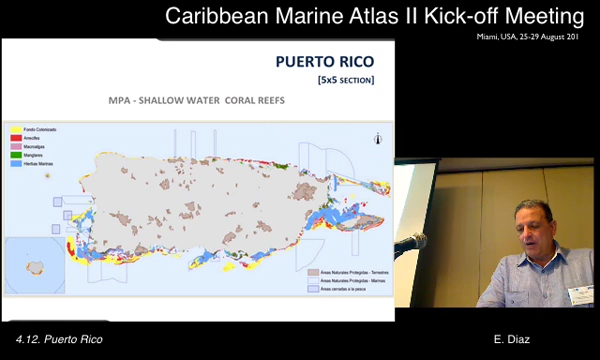 Caribbean Marine Atlas II Kick-off Meeting
Miami, USA, 25-29 August 201
PUERTO RICO
[5x5 SECTION]
MPA - SHALLOW WATER CORAL REEFS
Fondo Colonizado
Arrecifes
Macroalgas
Manglares
Hierbas Marinas
Areas Naturales Protegidas - Terrestres
Areas Naturales Protegidas - Marinas
Areas cerradas a la pesca
4.12. Puerto Rico
E. Diaz